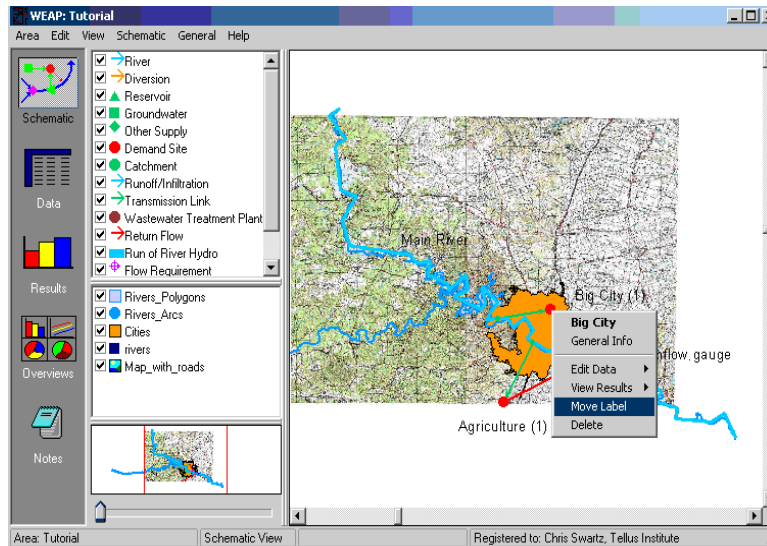 WEAP: Tutorial
Area Edit View Schematic General Help
Schematic
Data
Results
Overviews
Notes
River
Diversion
Reservoir
Groundwater
Other Supply
Demand Site
Catchment
Runoff/Infiltration
Transmission Link
Wastewater Treatment Plant
Return Flow
Run of River Hydro
Flow Requirement
Rivers_Polygons
Rivers_Arcs
Cities
rivers
Map_with_roads
Main River
Big City (1)
Big City
General Info
Edit Data
View Results
Move Label
Delete
gauge
Agriculture (1)
Area: Tutorial
Schematic View
Registered to: Chris Swartz, Tellus Institute